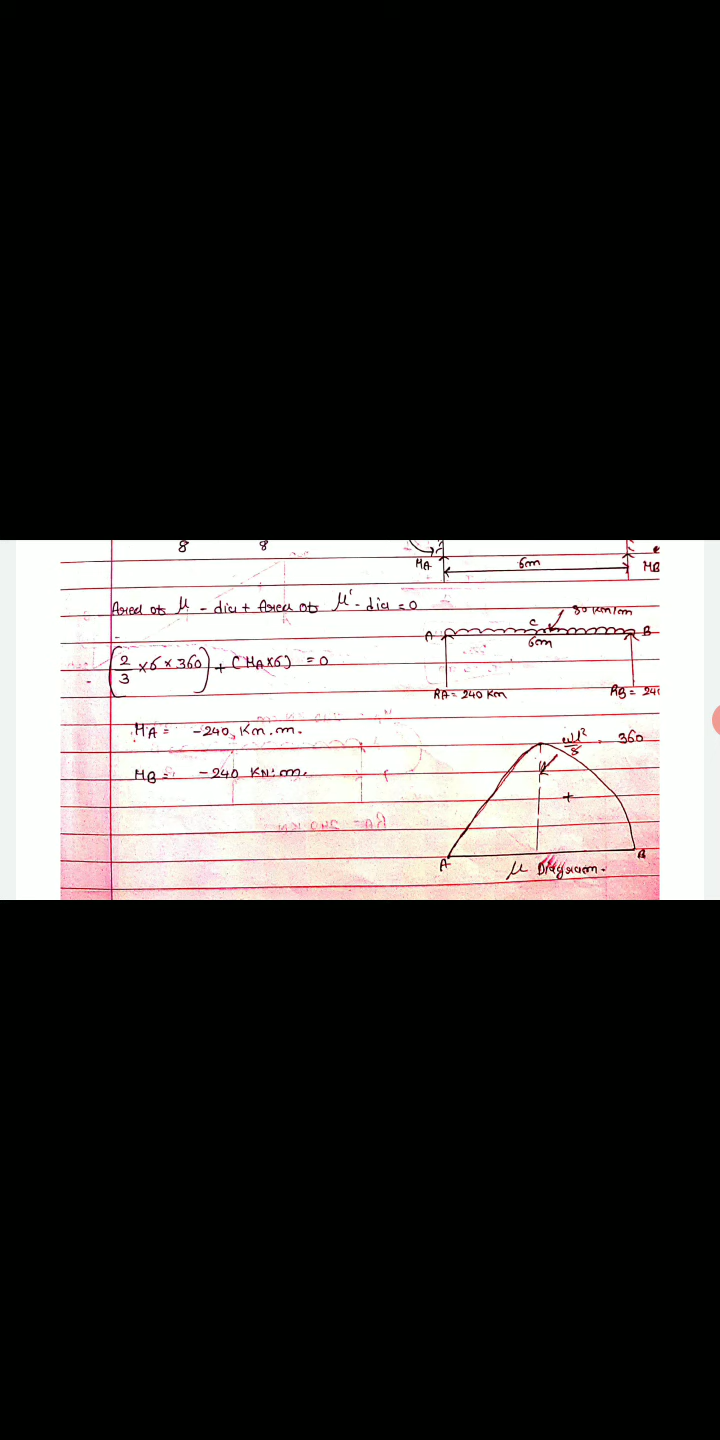 8 8
MA 6m MB
Area of μ - dia + Area of μ' - dia = 0
80 KN/m
A C B
6m
(2/3 × 6 × 360) + (MA × 6) = 0
RA = 240 KN RB = 24
MA = -240 KN.m.
wl²/8 = 360
MB = -240 KN.m.
+
A B
μ Diagram.